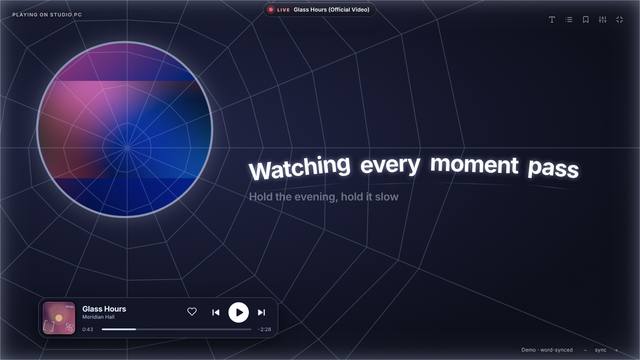 PLAYING ON STUDIO PC
LIVE Glass Hours (Official Video)
Watching every moment pass
Hold the evening, hold it slow
Glass Hours
Meridian Hall
0:43
-2:28
Demo · word-synced
- sync +